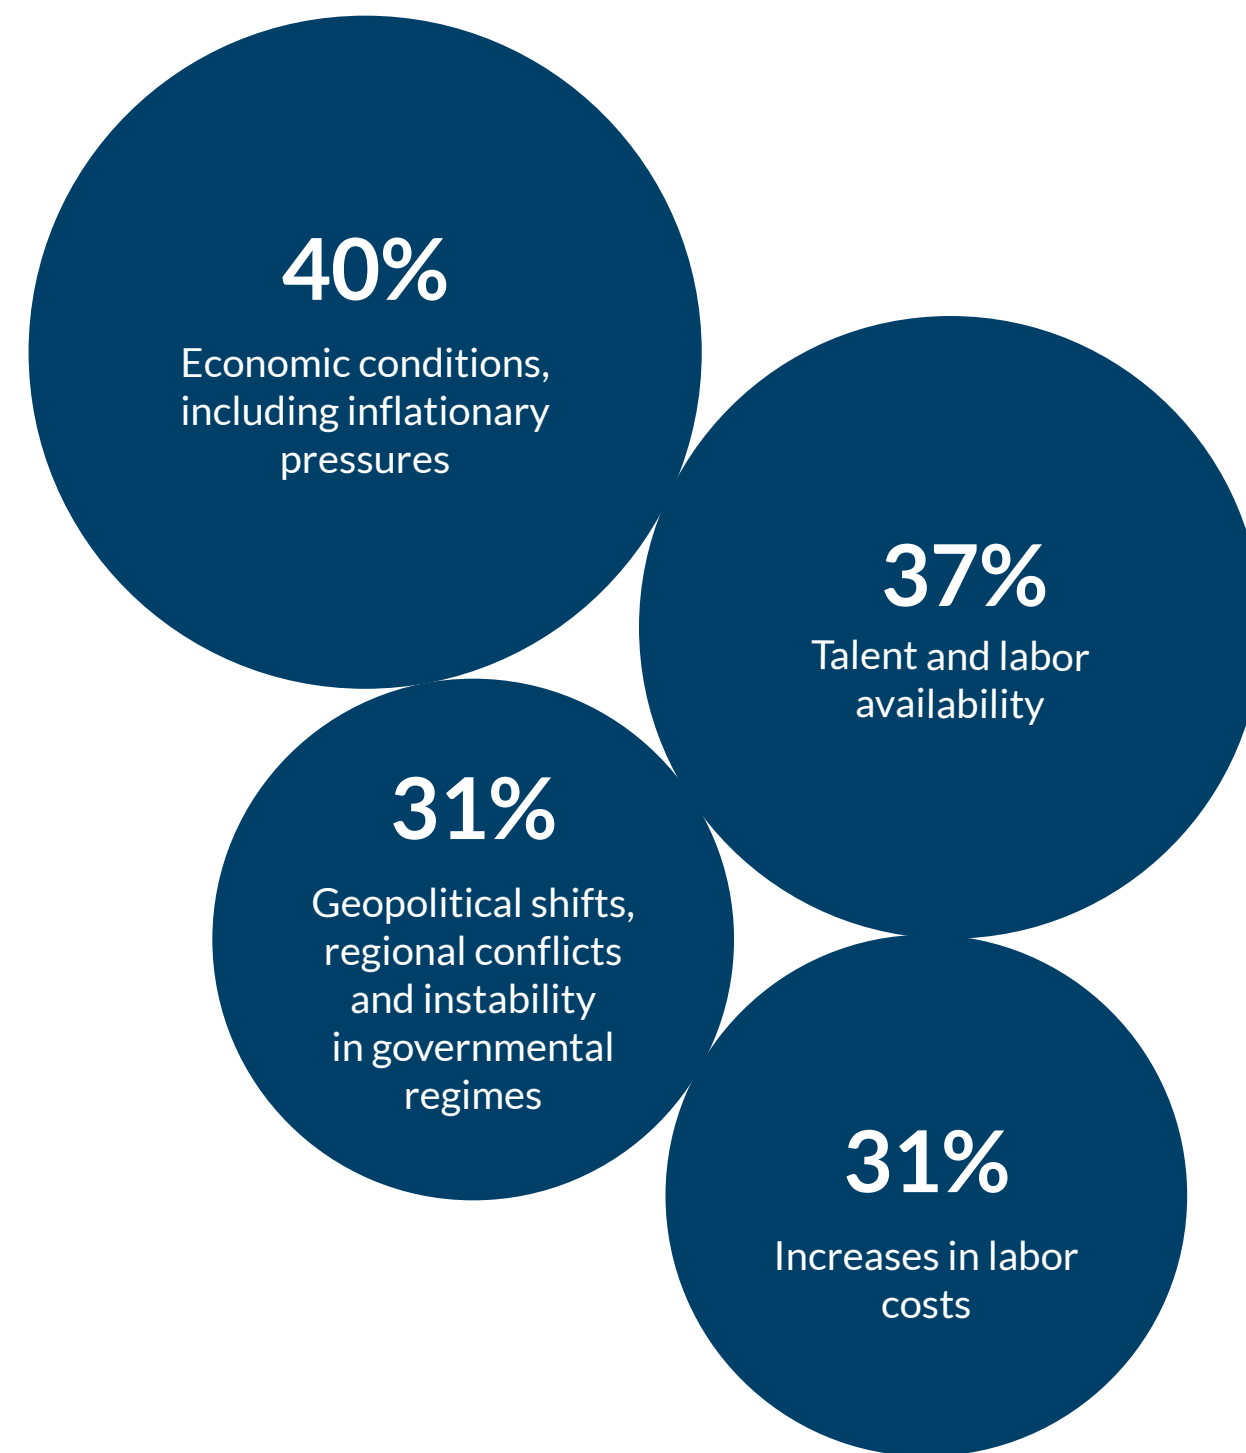 40%
Economic conditions,
including inflationary
pressures
37%
Talent and labor
availability
31%
Geopolitical shifts,
regional conflicts
and instability
in governmental
regimes
31%
Increases in labor
costs